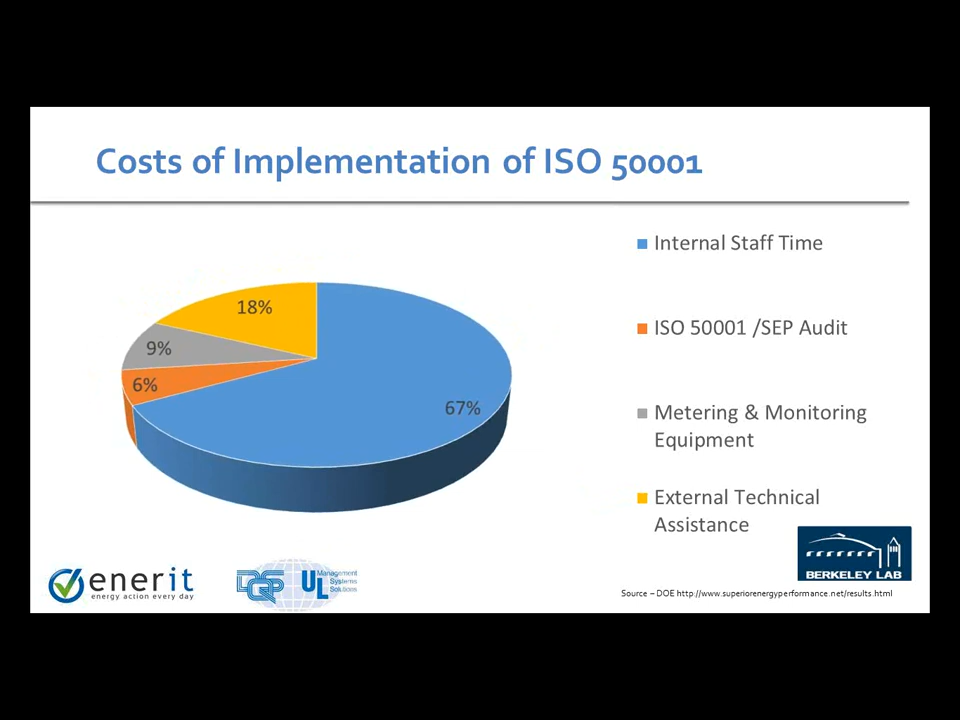 Costs of Implementation of ISO 50001
Internal Staff Time
18%
ISO 50001 /SEP Audit
9%
6%
67%
Metering & Monitoring
Equipment
External Technical
Assistance
BERKELEY LAB
enerit
energy action every day
DQS
UL
Management
Systems
Solutions
Source – DOE http://www.superiorenergyperformance.net/results.html